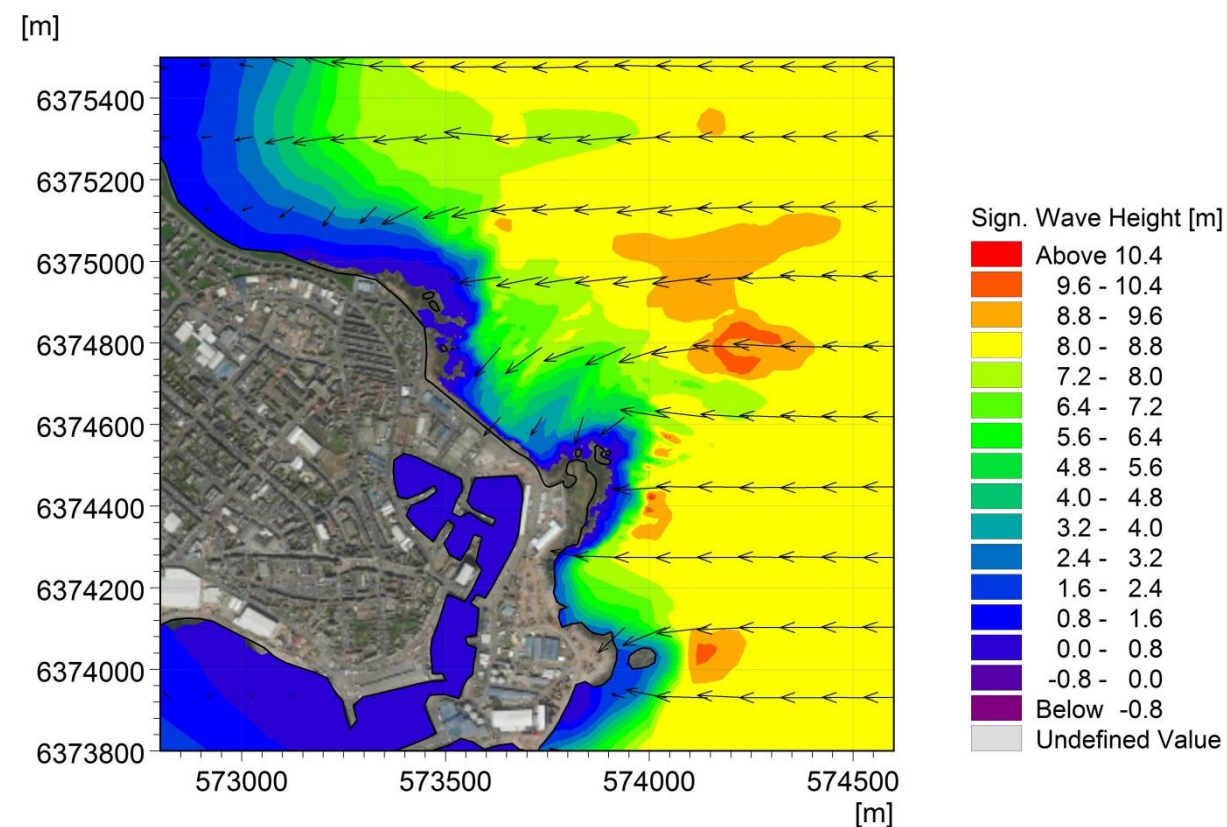 [m]
6375400
6375200
6375000
6374800
6374600
6374400
6374200
6374000
6373800
573000 573500 574000 574500
[m]
Sign. Wave Height [m]
Above 10.4
9.6 - 10.4
8.8 - 9.6
8.0 - 8.8
7.2 - 8.0
6.4 - 7.2
5.6 - 6.4
4.8 - 5.6
4.0 - 4.8
3.2 - 4.0
2.4 - 3.2
1.6 - 2.4
0.8 - 1.6
0.0 - 0.8
-0.8 - 0.0
Below -0.8
Undefined Value